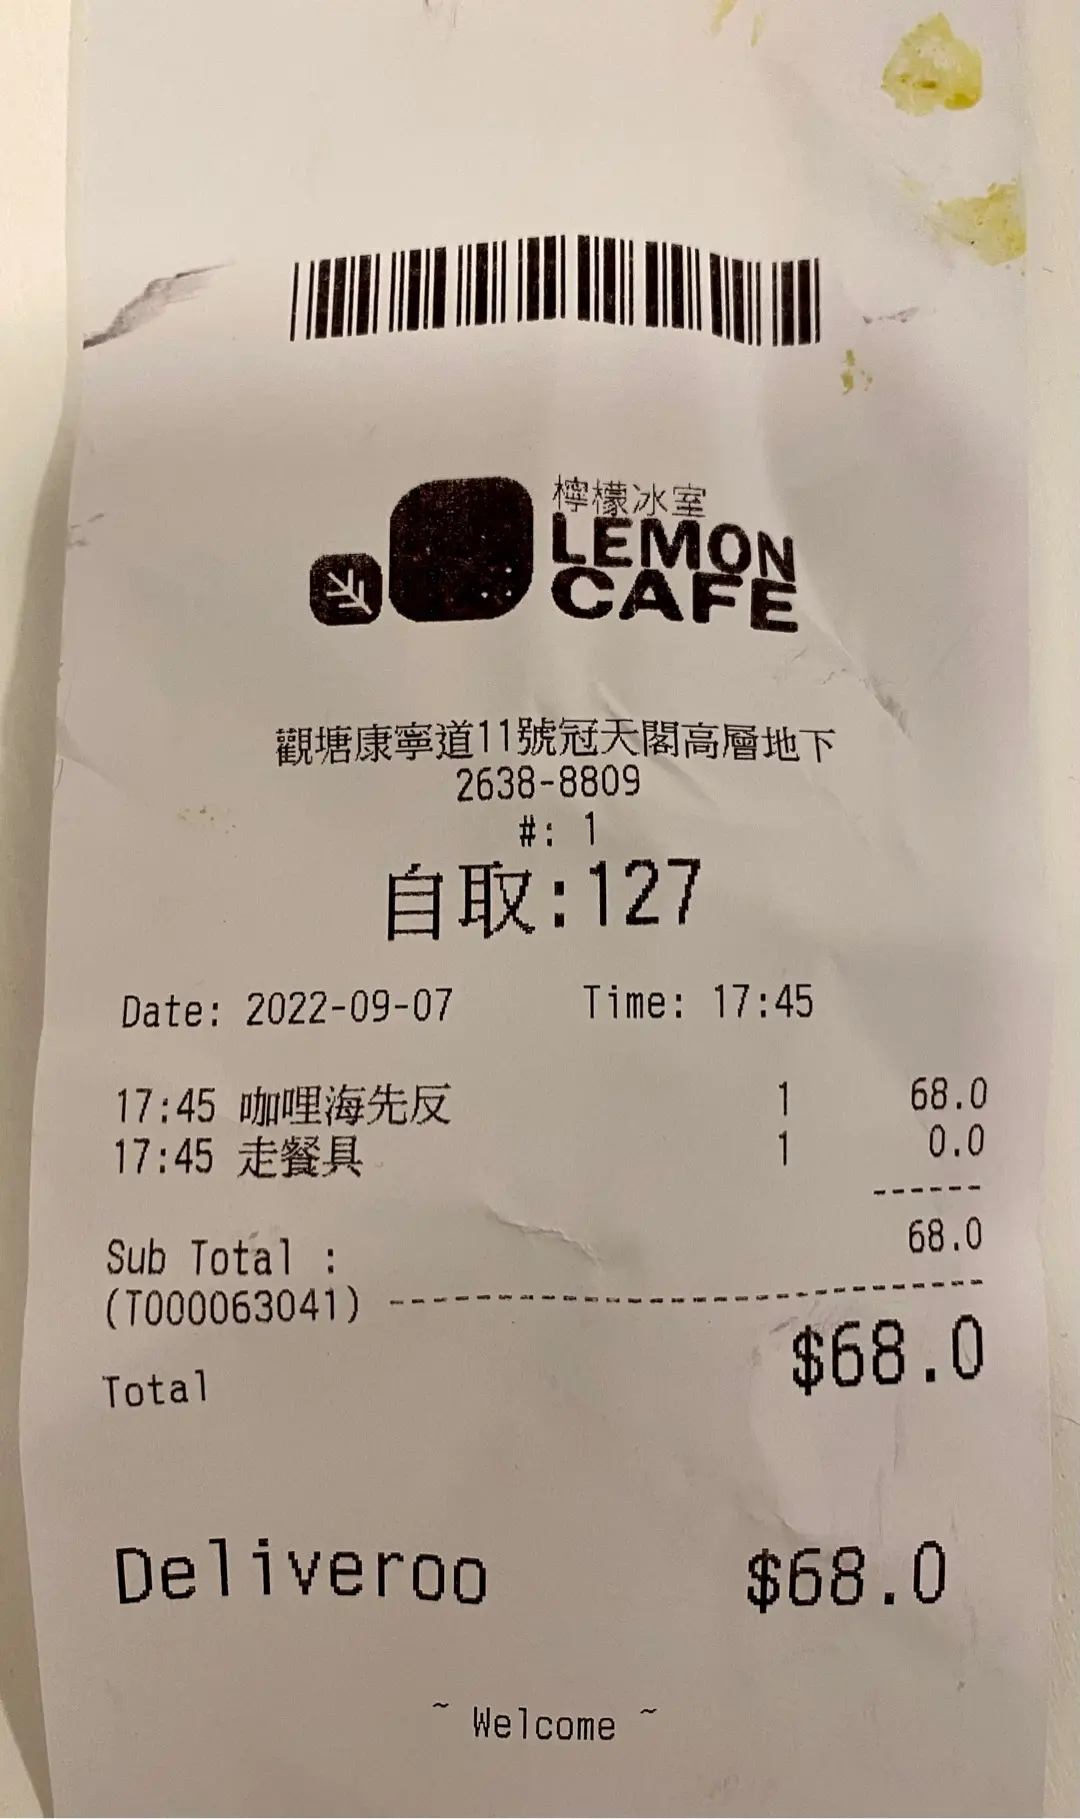 檸檬冰室
LEMON
CAFE
觀塘康寧道11號冠天閣高層地下
2638-8809
#: 1
自取:127
Date: 2022-09-07 Time: 17:45
17:45 咖哩海先反 1 68.0
17:45 走餐具 1 0.0
------
Sub Total : 68.0
(T000063041) ---------------------------
Total $68.0
Deliveroo $68.0
~ Welcome ~